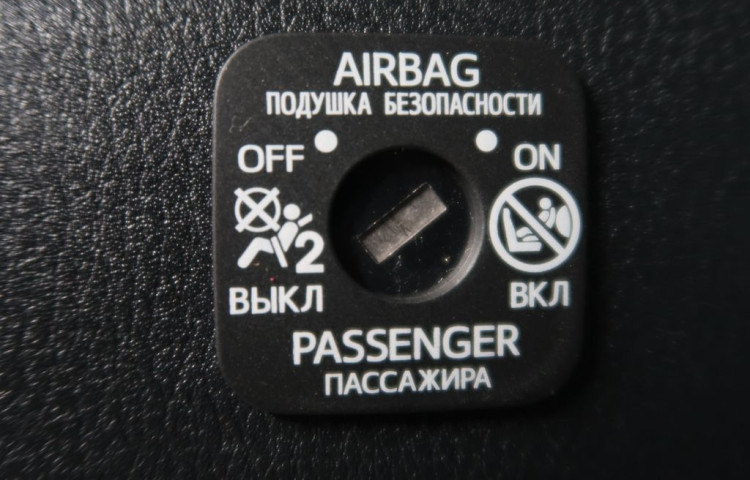 AIRBAG
ПОДУШКА БЕЗОПАСНОСТИ
OFF ON
2
ВЫКЛ ВКЛ
PASSENGER
ПАССАЖИРА